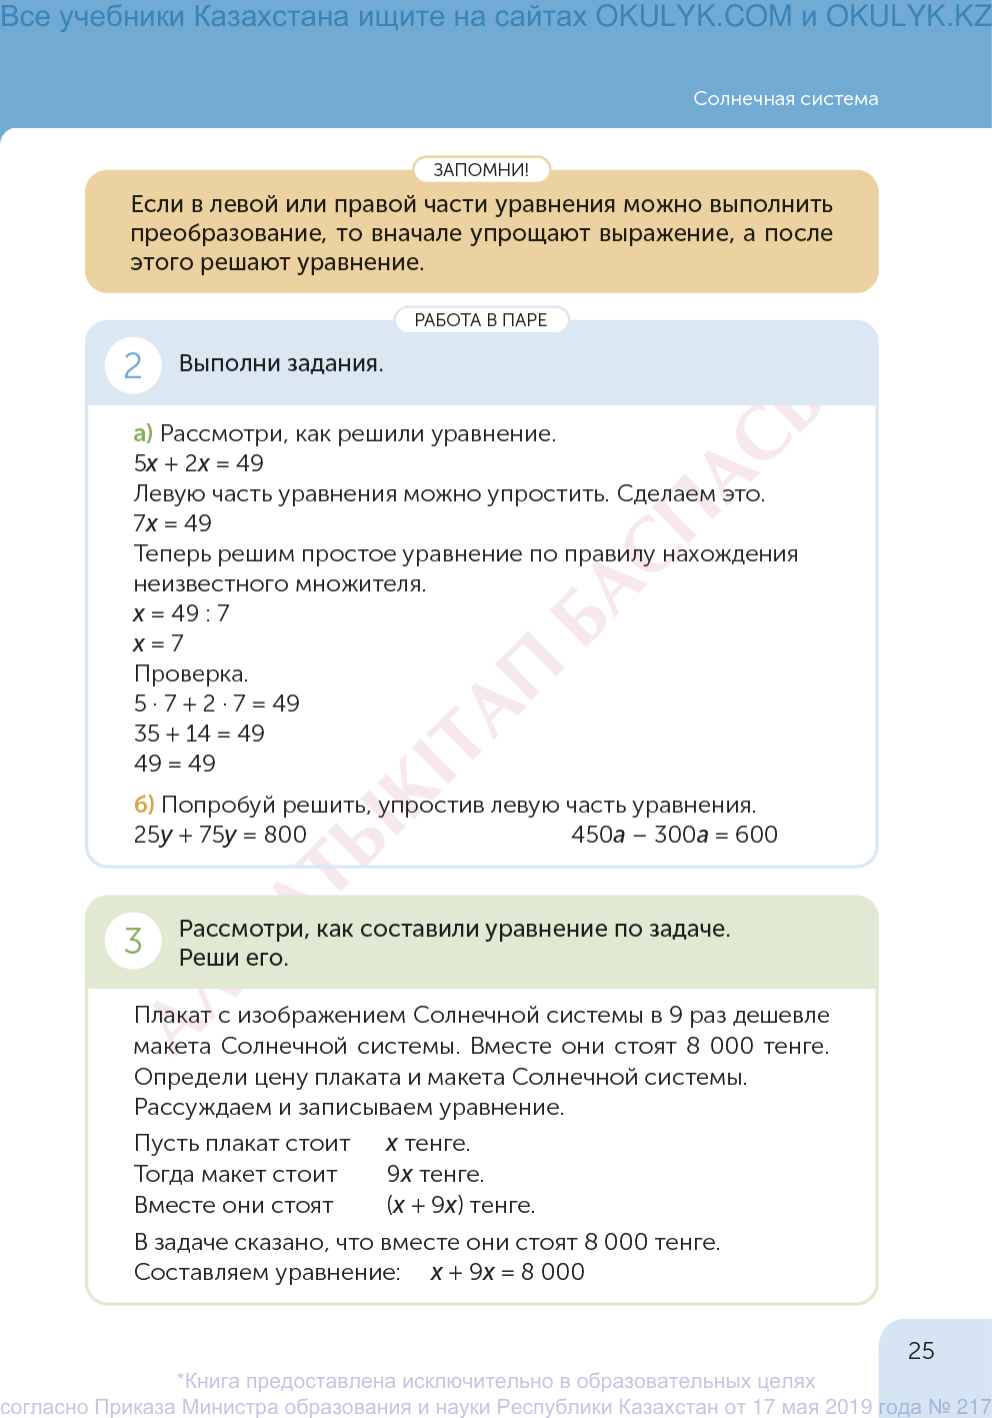 Все учебники Казахстана ищите на сайтах OKULYK.COM и OKULYK.KZ
Солнечная система
ЗАПОМНИ!
Если в левой или правой части уравнения можно выполнить
преобразование, то вначале упрощают выражение, а после
этого решают уравнение.
РАБОТА В ПАРЕ
2 Выполни задания.
а) Рассмотри, как решили уравнение.
5x + 2x = 49
Левую часть уравнения можно упростить. Сделаем это.
7x = 49
Теперь решим простое уравнение по правилу нахождения
неизвестного множителя.
x = 49 : 7
x = 7
Проверка.
5 · 7 + 2 · 7 = 49
35 + 14 = 49
49 = 49
б) Попробуй решить, упростив левую часть уравнения.
25y + 75y = 800 450a – 300a = 600
АЛМАТЫКІТАП БАСПАСЫ
3 Рассмотри, как составили уравнение по задаче.
Реши его.
Плакат с изображением Солнечной системы в 9 раз дешевле
макета Солнечной системы. Вместе они стоят 8 000 тенге.
Определи цену плаката и макета Солнечной системы.
Рассуждаем и записываем уравнение.
Пусть плакат стоит x тенге.
Тогда макет стоит 9x тенге.
Вместе они стоят (x + 9x) тенге.
В задаче сказано, что вместе они стоят 8 000 тенге.
Составляем уравнение: x + 9x = 8 000
25
*Книга предоставлена исключительно в образовательных целях
согласно Приказа Министра образования и науки Республики Казахстан от 17 мая 2019 года № 217